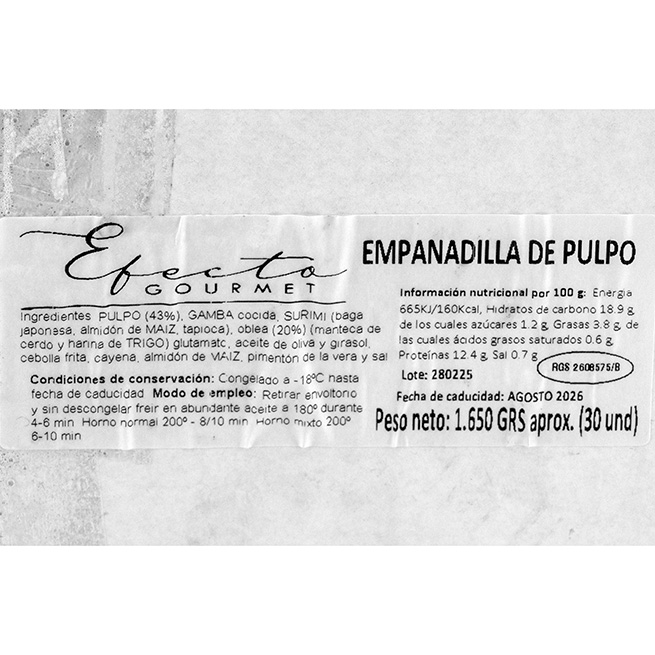 Efecto
GOURMET
EMPANADILLA DE PULPO
Ingredientes PULPO (43%), GAMBA cocida, SURIMI (baga
japonasa, almidón de MAIZ, tapioca), oblea (20%) (manteca de
cerdo y harina de TRIGO) glutamatc, aceite de oliva y girasol,
cebolla frita, cayena, almidón de MAIZ, pimentón de la vera y sal
Condiciones de conservación: Congelado a -18ºC nasta
fecha de caducidad Modo de empleo: Retirar envoltorio
y sin descongelar freir en abundante aceite a 180º durante
4-6 min Horno normal 200º - 8/10 min Horno mixto 200º
6-10 min
Información nutricional por 100 g: Energia
665KJ/160Kcal, Hidratos de carbono 18.9 g
de los cuales azúcares 1.2 g, Grasas 3.8 g, de
las cuales ácidos grasos saturados 0.6 g,
Proteínas 12.4 g, Sal 0.7 g
RGS 2608575/B
Lote: 280225
Fecha de caducidad: AGOSTO 2026
Peso neto: 1.650 GRS aprox. (30 und)